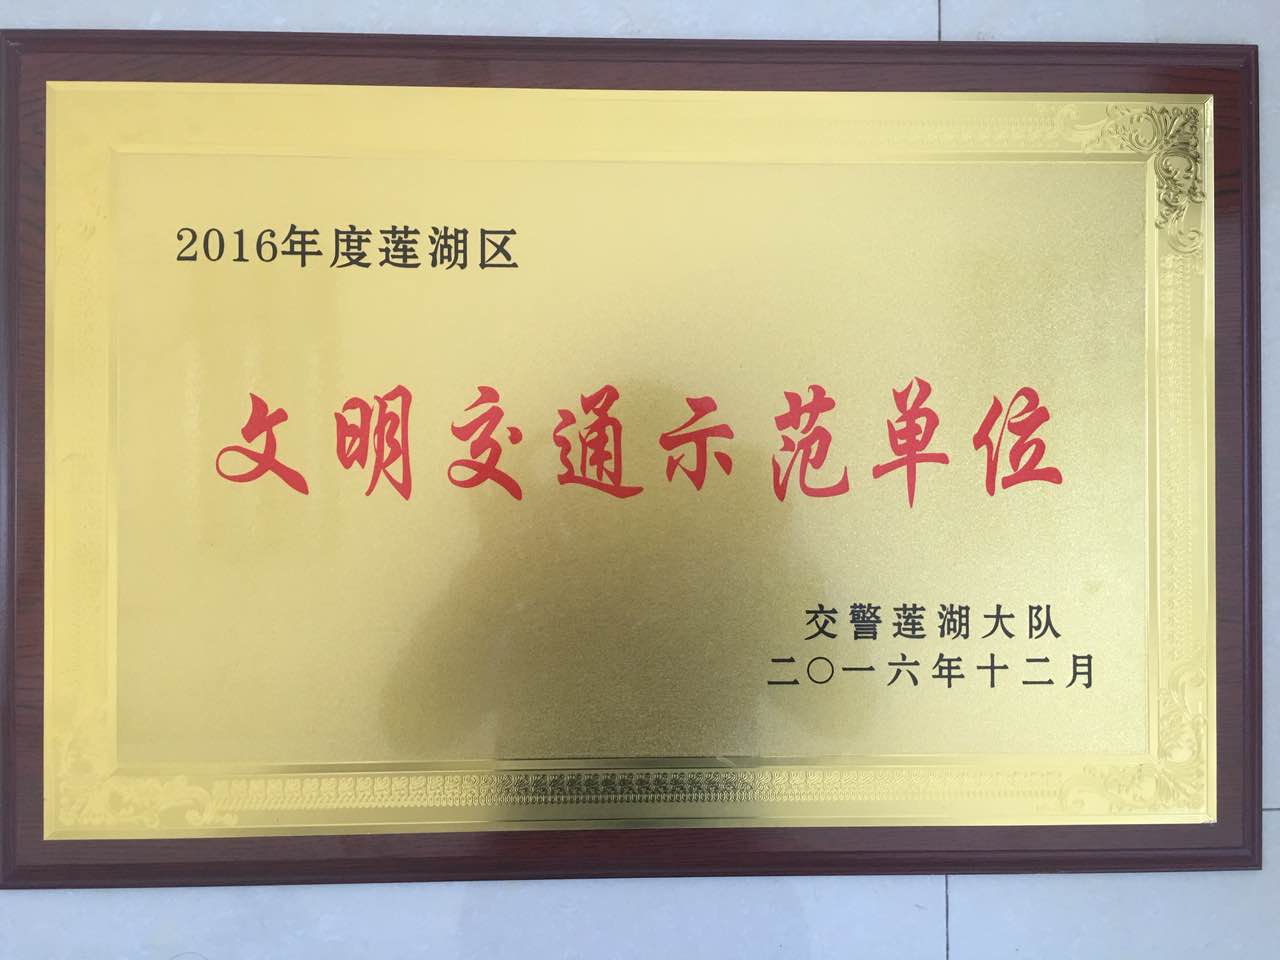 2016年度莲湖区
文明交通示范单位
交警莲湖大队
二〇一六年十二月